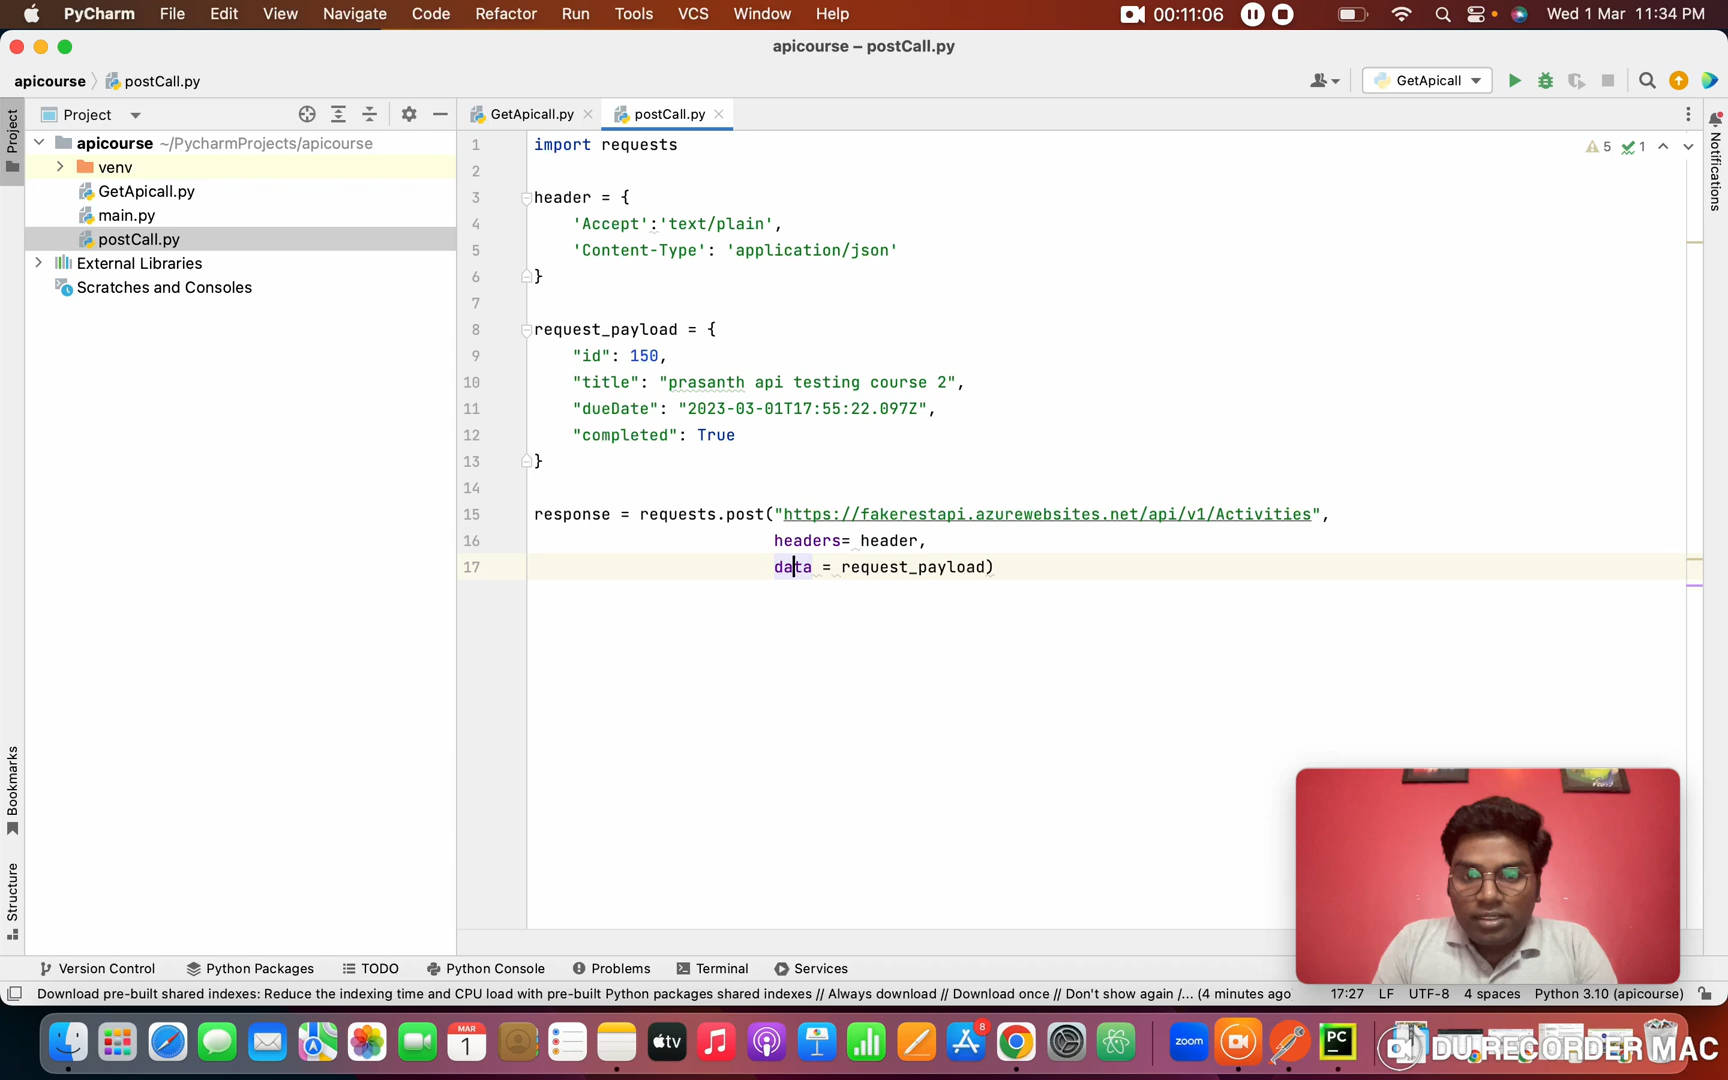 PyCharm File Edit View Navigate Code Refactor Run Tools VCS Window Help 00:11:06 Wed 1 Mar 11:34 PM
apicourse – postCall.py
apicourse postCall.py GetApicall
Project GetApicall.py postCall.py
Project
apicourse ~/PycharmProjects/apicourse
venv
GetApicall.py
main.py
postCall.py
External Libraries
Scratches and Consoles
1 import requests
2
3 header = {
4 'Accept':'text/plain',
5 'Content-Type': 'application/json'
6 }
7
8 request_payload = {
9 "id": 150,
10 "title": "prasanth api testing course 2",
11 "dueDate": "2023-03-01T17:55:22.097Z",
12 "completed": True
13 }
14
15 response = requests.post("https://fakerestapi.azurewebsites.net/api/v1/Activities",
16 headers= header,
17 data = request_payload)
5 1
Notifications
Bookmarks
Structure
Version Control Python Packages TODO Python Console Problems Terminal Services
Download pre-built shared indexes: Reduce the indexing time and CPU load with pre-built Python packages shared indexes // Always download // Download once // Don't show again /... (4 minutes ago 17:27 LF UTF-8 4 spaces Python 3.10 (apicourse)
MAR
1
tv
8
zoom
PC
DU RECORDER MAC